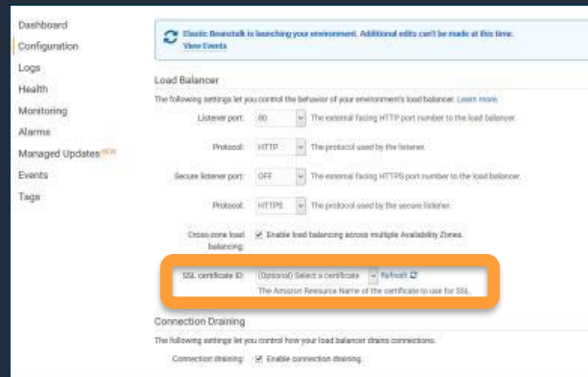 Dashboard
Configuration
Logs
Health
Monitoring
Alarms
Managed Updates NEW
Events
Tags
Elastic Beanstalk is launching your environment. Additional edits can't be made at this time.
View Events
Load Balancer
The following settings let you control the behavior of your environment's load balancer. Learn more.
Listener port: 80 The external facing HTTP port number to the load balancer.
Protocol: HTTP The protocol used by the listener.
Secure listener port: OFF The external facing HTTPS port number to the load balancer.
Protocol: HTTPS The protocol used by the secure listener.
Cross-zone load Enable load balancing across multiple Availability Zones.
balancing:
SSL certificate ID: (Optional) Select a certificate Refresh
The Amazon Resource Name of the certificate to use for SSL.
Connection Draining
The following settings let you control how your load balancer drains connections.
Connection draining: Enable connection draining.